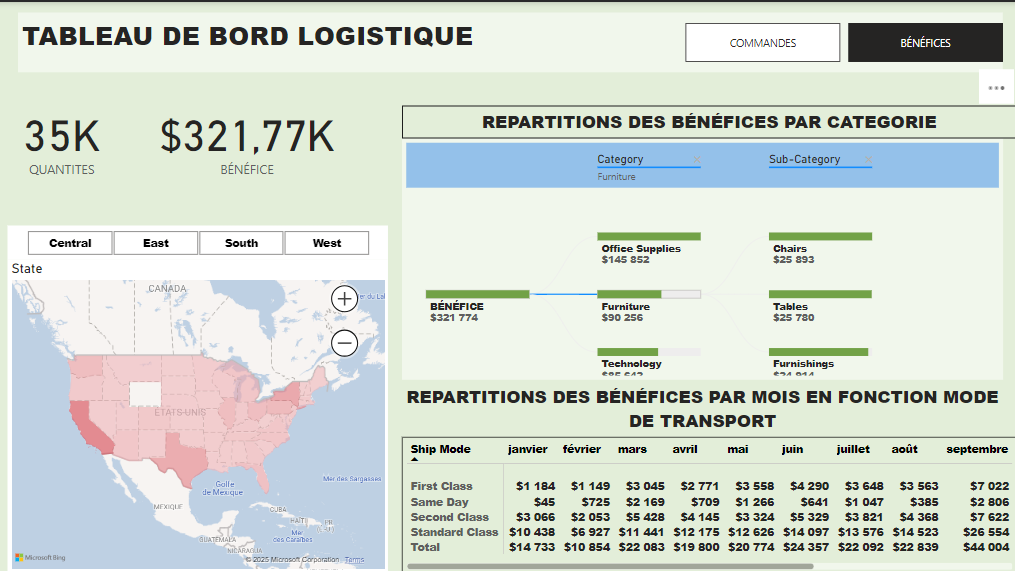 TABLEAU DE BORD LOGISTIQUE
COMMANDES
BÉNÉFICES
35K
QUANTITES
$321,77K
BÉNÉFICE
REPARTITIONS DES BÉNÉFICES PAR CATEGORIE
Category
Furniture
Sub-Category
Office Supplies
$145 852
Chairs
$25 893
BÉNÉFICE
$321 774
Furniture
$90 256
Tables
$25 780
Technology
Furnishings
Central East South West
State
CANADA
ÉTATS-UNIS
Golfe
de Mexique
Mer des Sargasses
MEXIQUE
CUBA
HAÏTI
PR
(É.-U.)
Mer
des Caraïbes
GUATEMALA
NICARAGUA
Microsoft Bing
© 2025 Microsoft Corporation Terms
REPARTITIONS DES BÉNÉFICES PAR MOIS EN FONCTION MODE
DE TRANSPORT
Ship Mode janvier février mars avril mai juin juillet août septembre
First Class $1 184 $1 149 $3 045 $2 771 $3 558 $4 290 $3 648 $3 563 $7 022
Same Day $45 $725 $2 169 $709 $1 266 $641 $1 047 $385 $2 806
Second Class $3 066 $2 053 $5 428 $4 145 $3 324 $5 329 $3 821 $4 368 $7 622
Standard Class $10 438 $6 927 $11 441 $12 175 $12 626 $14 097 $13 576 $14 523 $26 554
Total $14 733 $10 854 $22 083 $19 800 $20 774 $24 357 $22 092 $22 839 $44 004